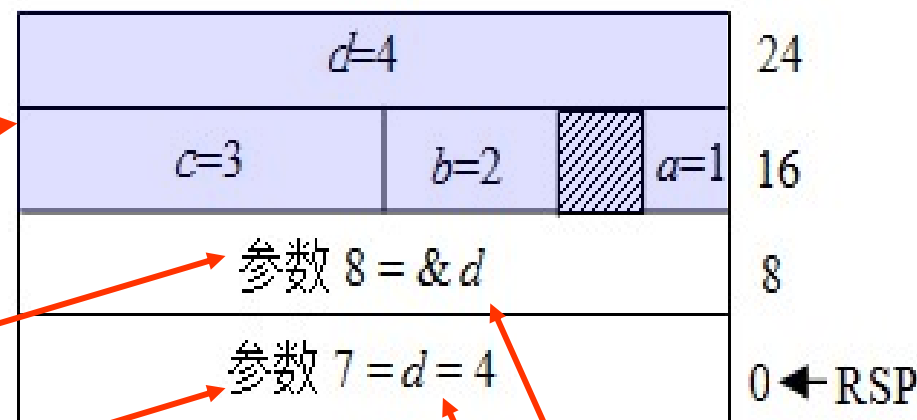 d=4 24
c=3 b=2 a=1 16
参数 8 = & d 8
参数 7 = d = 4 0 ← RSP